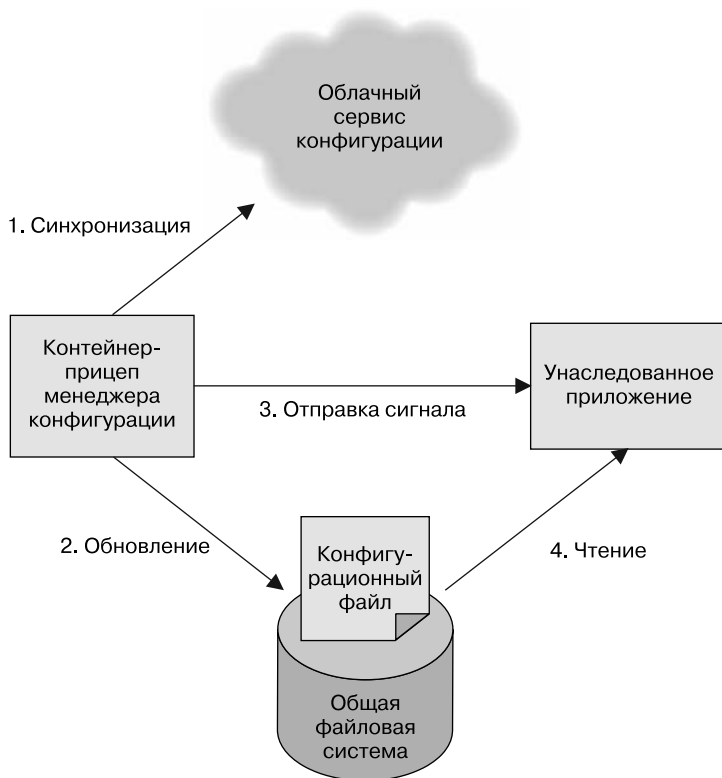 Облачный
сервис
конфигурации
1. Синхронизация
Контейнер-
прицеп
менеджера
конфигурации
3. Отправка сигнала
Унаследованное
приложение
2. Обновление
Конфигу-
рационный
файл
4. Чтение
Общая
файловая
система